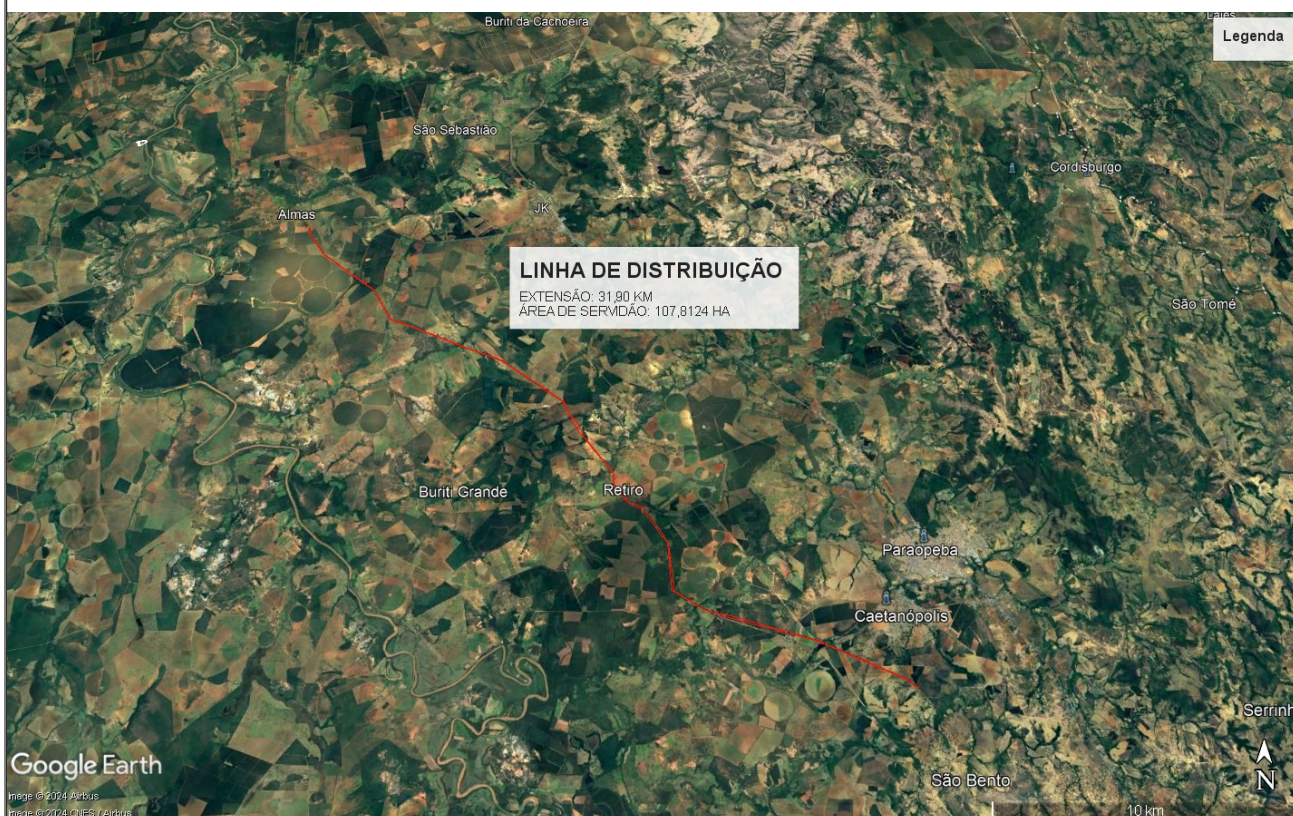 Buriti da Cachoeira
Legenda
São Sebastião
Cordisburgo
Almas
JK
LINHA DE DISTRIBUIÇÃO
EXTENSÃO: 31,90 KM
ÁREA DE SERVIDÃO: 107,8124 HA
São Tomé
Buriti Grande
Retiro
Paraopeba
Caetanópolis
Serrinh
Google Earth
N
São Bento
Image © 2024 Airbus
10 km
Image © 2024 CNES / Airbus